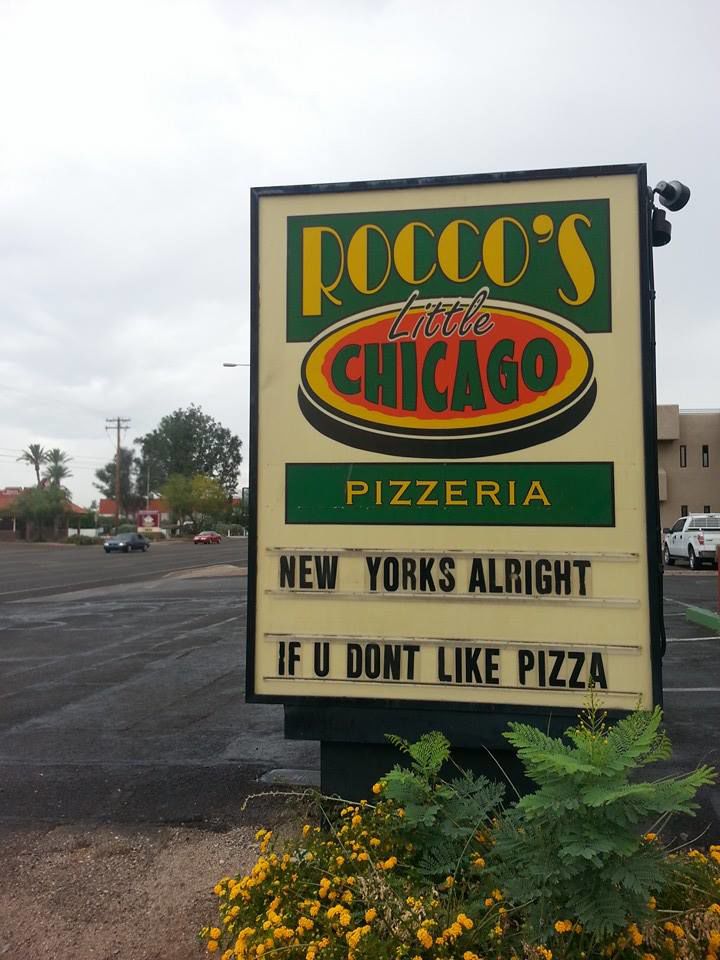 ROCCO'S
Little
CHICAGO
PIZZERIA
NEW YORKS ALRIGHT
IF U DONT LIKE PIZZA